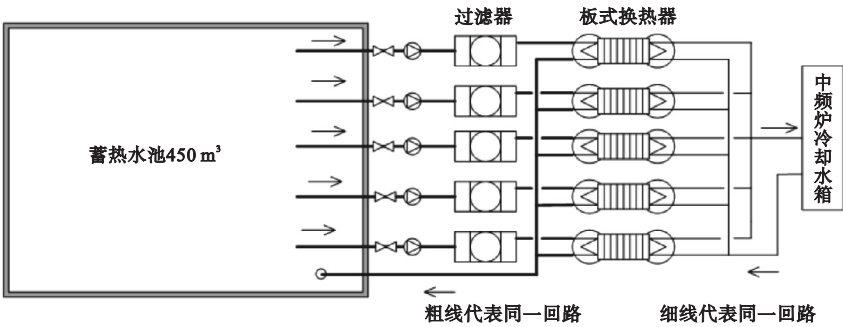 过滤器
板式换热器
蓄热水池450 m³
中频炉冷却水箱
粗线代表同一回路
细线代表同一回路